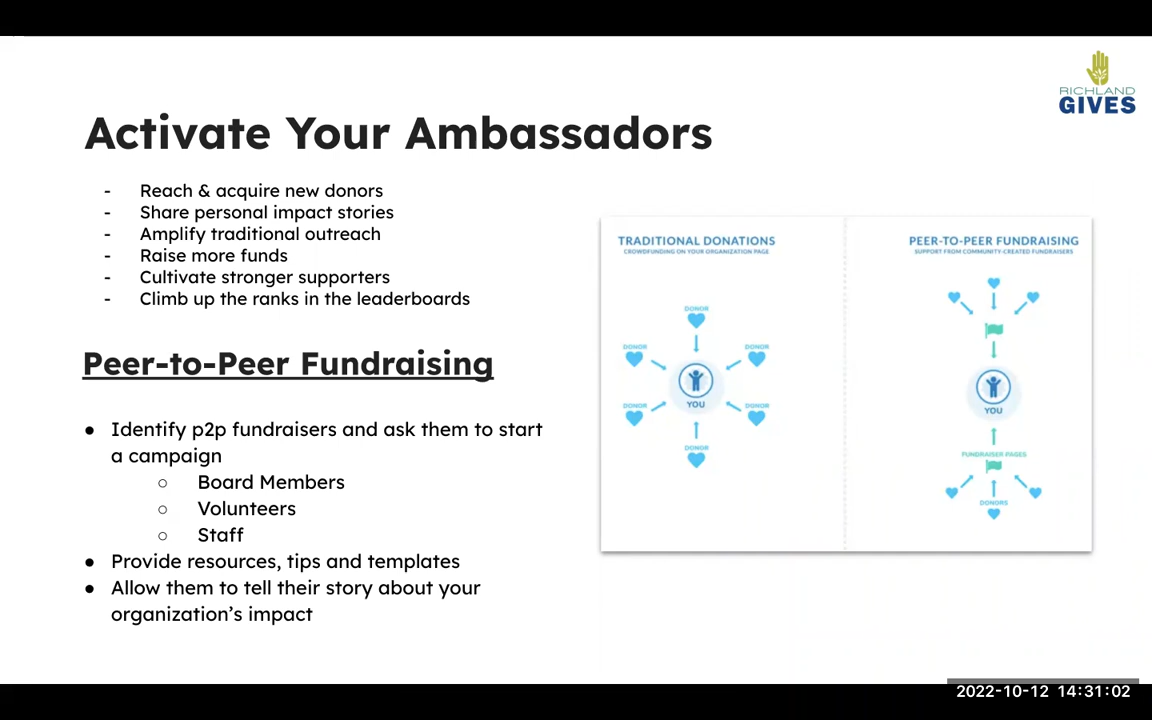 RICHLAND
GIVES
Activate Your Ambassadors
- Reach & acquire new donors
- Share personal impact stories
- Amplify traditional outreach
- Raise more funds
- Cultivate stronger supporters
- Climb up the ranks in the leaderboards
Peer-to-Peer Fundraising
● Identify p2p fundraisers and ask them to start
a campaign
○ Board Members
○ Volunteers
○ Staff
● Provide resources, tips and templates
● Allow them to tell their story about your
organization's impact
TRADITIONAL DONATIONS
CROWDFUNDING ON YOUR ORGANIZATION PAGE
DONOR
DONOR
DONOR
YOU
DONOR
DONOR
DONOR
PEER-TO-PEER FUNDRAISING
SUPPORT FROM COMMUNITY-CREATED FUNDRAISERS
YOU
FUNDRAISER PAGES
DONORS
2022-10-12 14:31:02